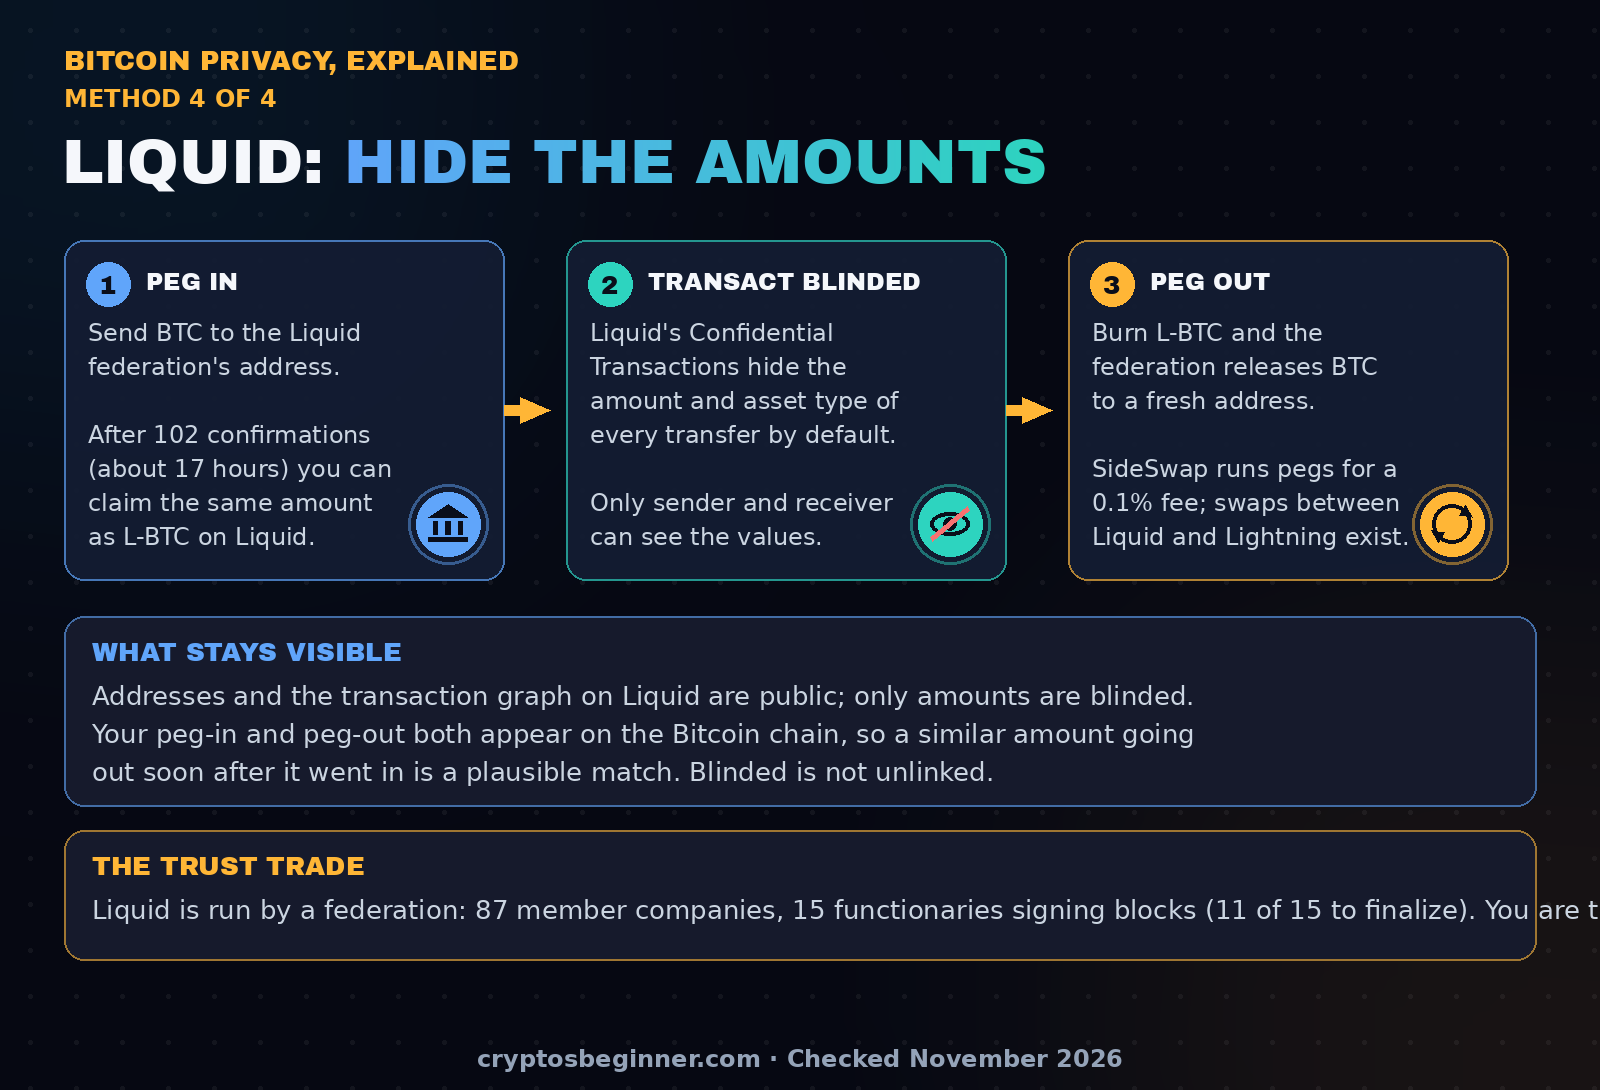 BITCOIN PRIVACY, EXPLAINED
METHOD 4 OF 4
LIQUID: HIDE THE AMOUNTS
1 PEG IN
Send BTC to the Liquid
federation's address.
After 102 confirmations
(about 17 hours) you can
claim the same amount
as L-BTC on Liquid.
2 TRANSACT BLINDED
Liquid's Confidential
Transactions hide the
amount and asset type of
every transfer by default.
Only sender and receiver
can see the values.
3 PEG OUT
Burn L-BTC and the
federation releases BTC
to a fresh address.
SideSwap runs pegs for a
0.1% fee; swaps between
Liquid and Lightning exist.
WHAT STAYS VISIBLE
Addresses and the transaction graph on Liquid are public; only amounts are blinded.
Your peg-in and peg-out both appear on the Bitcoin chain, so a similar amount going
out soon after it went in is a plausible match. Blinded is not unlinked.
THE TRUST TRADE
Liquid is run by a federation: 87 member companies, 15 functionaries signing blocks (11 of 15 to finalize). You are t
cryptosbeginner.com · Checked November 2026